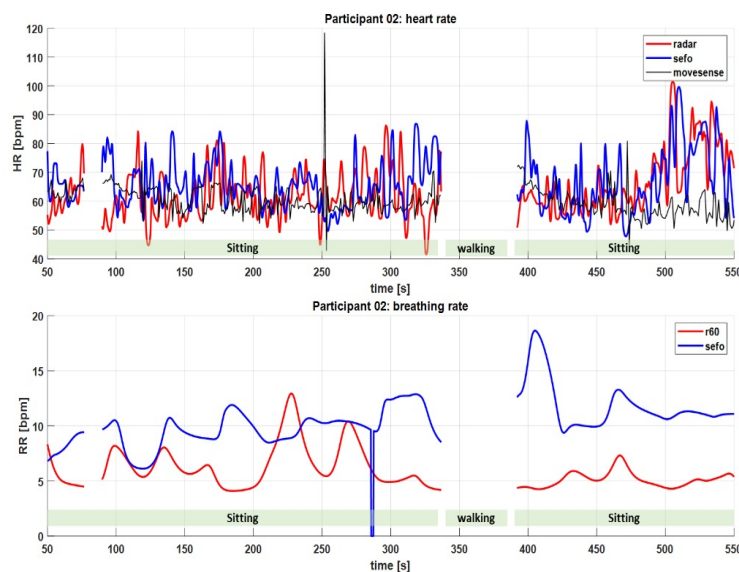 Participant 02: heart rate
120
110
100
90
80
70
60
50
40
HR [bpm]
radar
sefo
movesense
Sitting
walking
Sitting
50 100 150 200 250 300 350 400 450 500 550
time [s]
Participant 02: breathing rate
20
15
10
5
0
RR [bpm]
r60
sefo
Sitting
walking
Sitting
50 100 150 200 250 300 350 400 450 500 550
time [s]